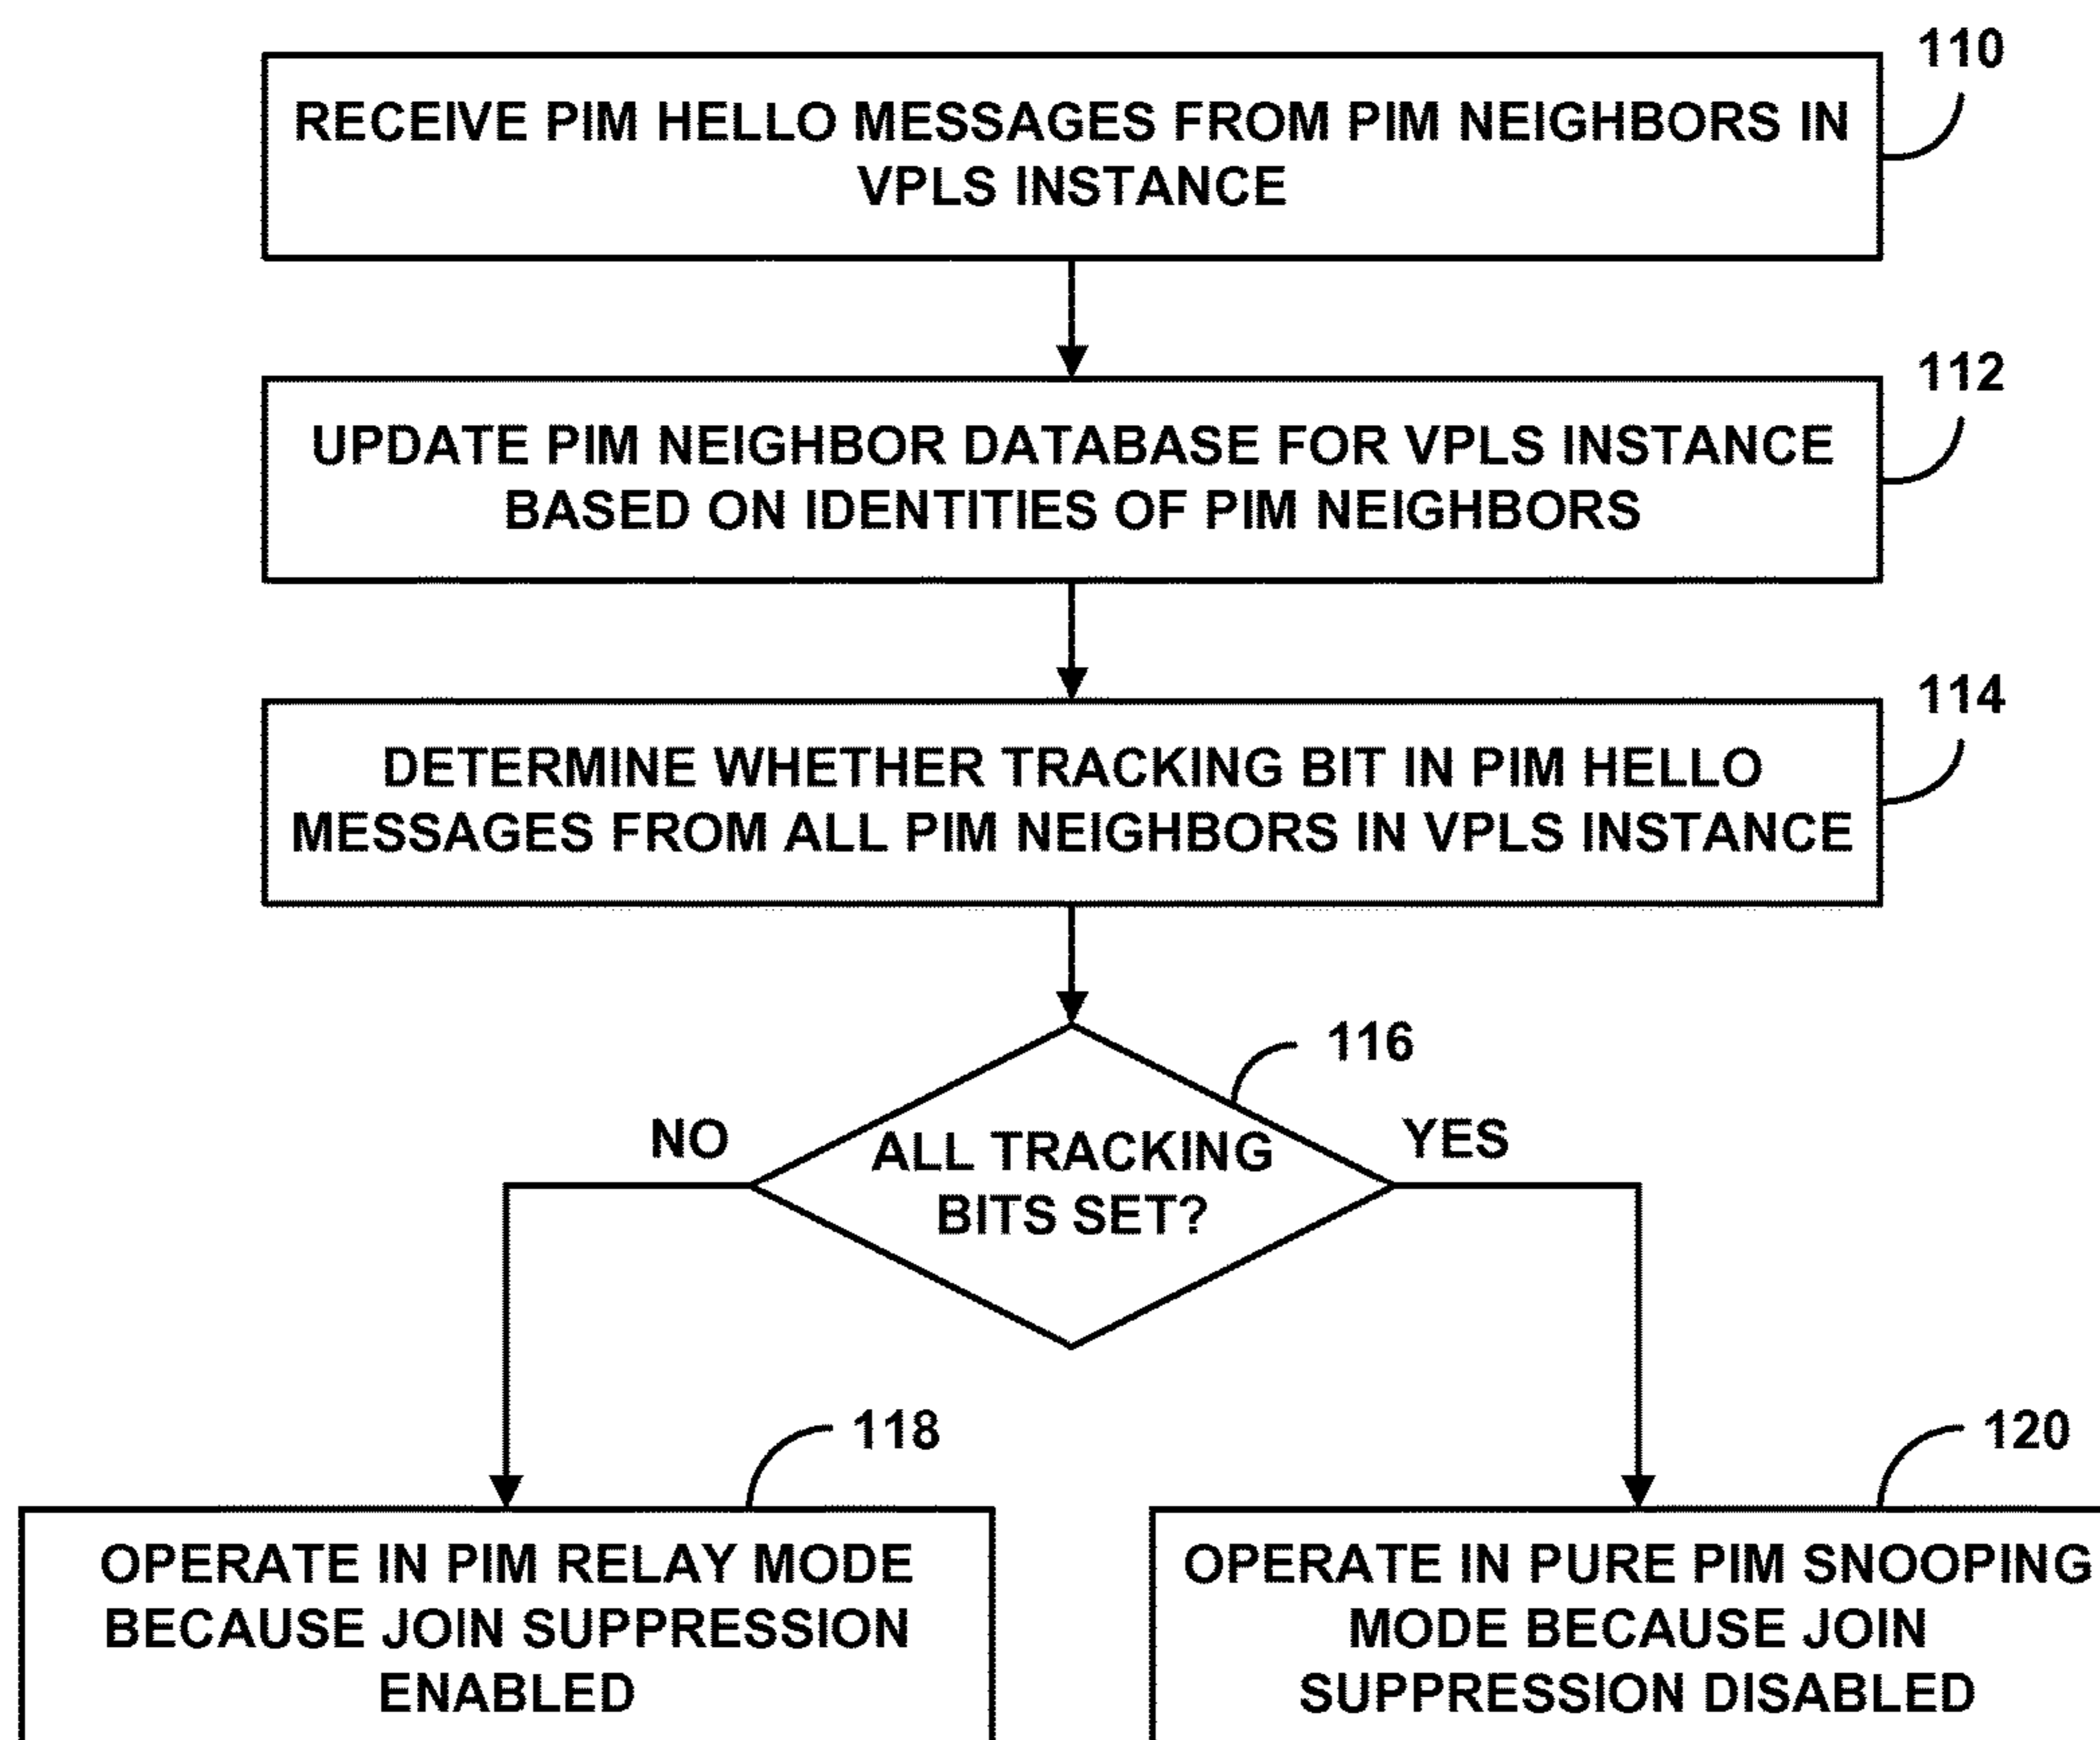 110
RECEIVE PIM HELLO MESSAGES FROM PIM NEIGHBORS IN
VPLS INSTANCE
112
UPDATE PIM NEIGHBOR DATABASE FOR VPLS INSTANCE
BASED ON IDENTITIES OF PIM NEIGHBORS
114
DETERMINE WHETHER TRACKING BIT IN PIM HELLO
MESSAGES FROM ALL PIM NEIGHBORS IN VPLS INSTANCE
116
NO
YES
ALL TRACKING
BITS SET?
118
OPERATE IN PIM RELAY MODE
BECAUSE JOIN SUPPRESSION
ENABLED
120
OPERATE IN PURE PIM SNOOPING
MODE BECAUSE JOIN
SUPPRESSION DISABLED